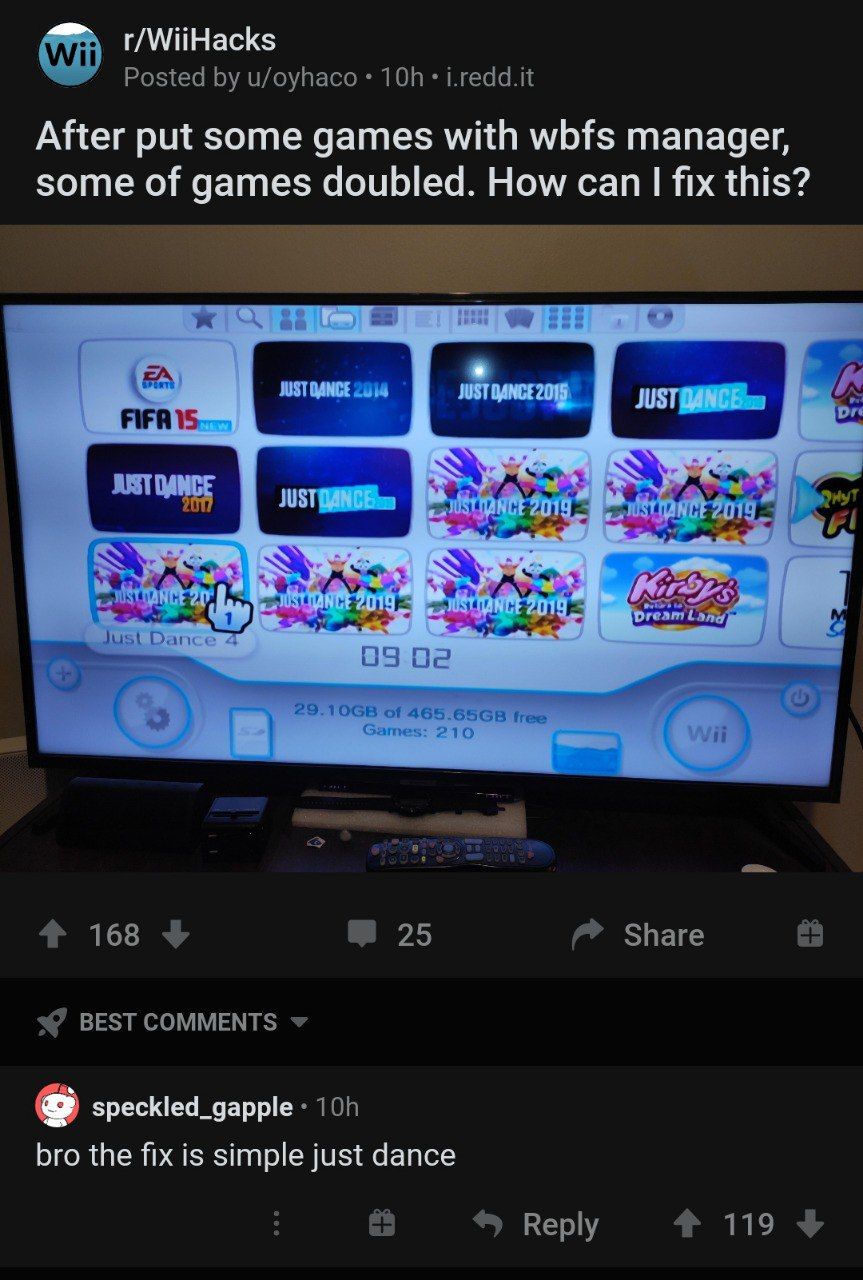 Wii
r/WiiHacks
Posted by u/oyhaco • 10h • i.redd.it
After put some games with wbfs manager,
some of games doubled. How can I fix this?
EA
SPORTS
FIFA 15 NEW
JUST DANCE 2014
JUST DANCE 2015
JUST DANCE
JUST DANCE
2017
JUST DANCE
JUST DANCE 2019
JUST DANCE 2019
JUST DANCE 20
1
JUST DANCE 2019
JUST DANCE 2019
Kirby's
Return to
Dream Land
Just Dance 4
09:02
29.10GB of 465.65GB free
Games: 210
Wii
168
25
Share
BEST COMMENTS
speckled_gapple • 10h
bro the fix is simple just dance
Reply
119